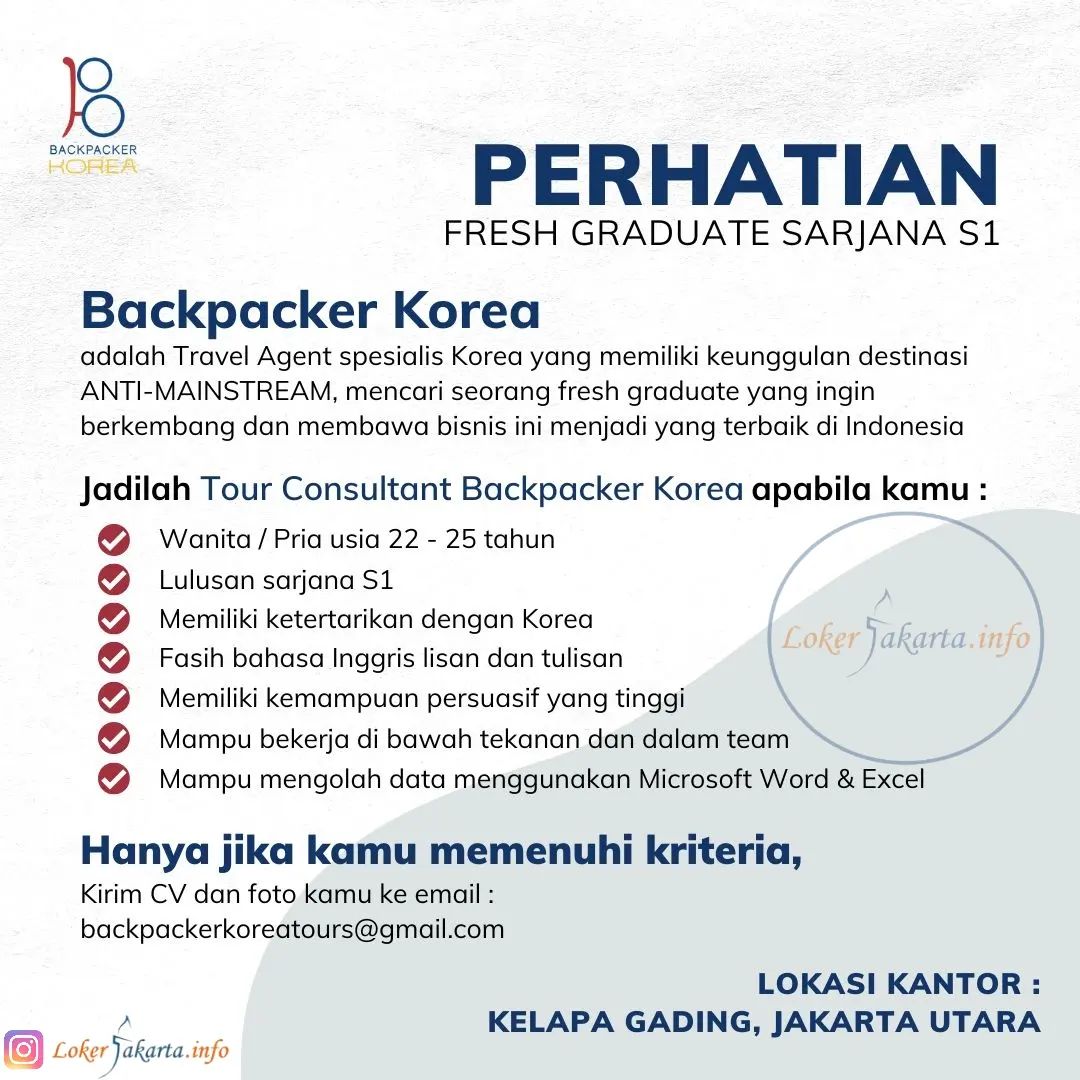 BACKPACKER
KOREA
PERHATIAN
FRESH GRADUATE SARJANA S1
Backpacker Korea
adalah Travel Agent spesialis Korea yang memiliki keunggulan destinasi
ANTI-MAINSTREAM, mencari seorang fresh graduate yang ingin
berkembang dan membawa bisnis ini menjadi yang terbaik di Indonesia
Jadilah Tour Consultant Backpacker Korea apabila kamu :
Wanita / Pria usia 22 - 25 tahun
Lulusan sarjana S1
Memiliki ketertarikan dengan Korea
Fasih bahasa Inggris lisan dan tulisan
Memiliki kemampuan persuasif yang tinggi
Mampu bekerja di bawah tekanan dan dalam team
Mampu mengolah data menggunakan Microsoft Word & Excel
Loker Jakarta.info
Hanya jika kamu memenuhi kriteria,
Kirim CV dan foto kamu ke email :
backpackerkoreatours@gmail.com
LOKASI KANTOR :
KELAPA GADING, JAKARTA UTARA
Loker Jakarta.info